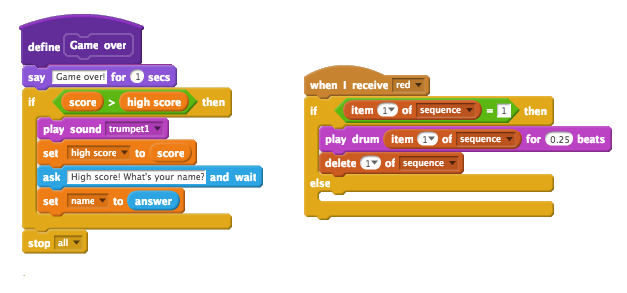 define Game over
say Game over! for 1 secs
if score > high score then
play sound trumpet1
set high score to score
ask High score! What's your name? and wait
set name to answer
stop all
when I receive red
if item 1 of sequence = 1 then
play drum item 1 of sequence for 0.25 beats
delete 1 of sequence
else